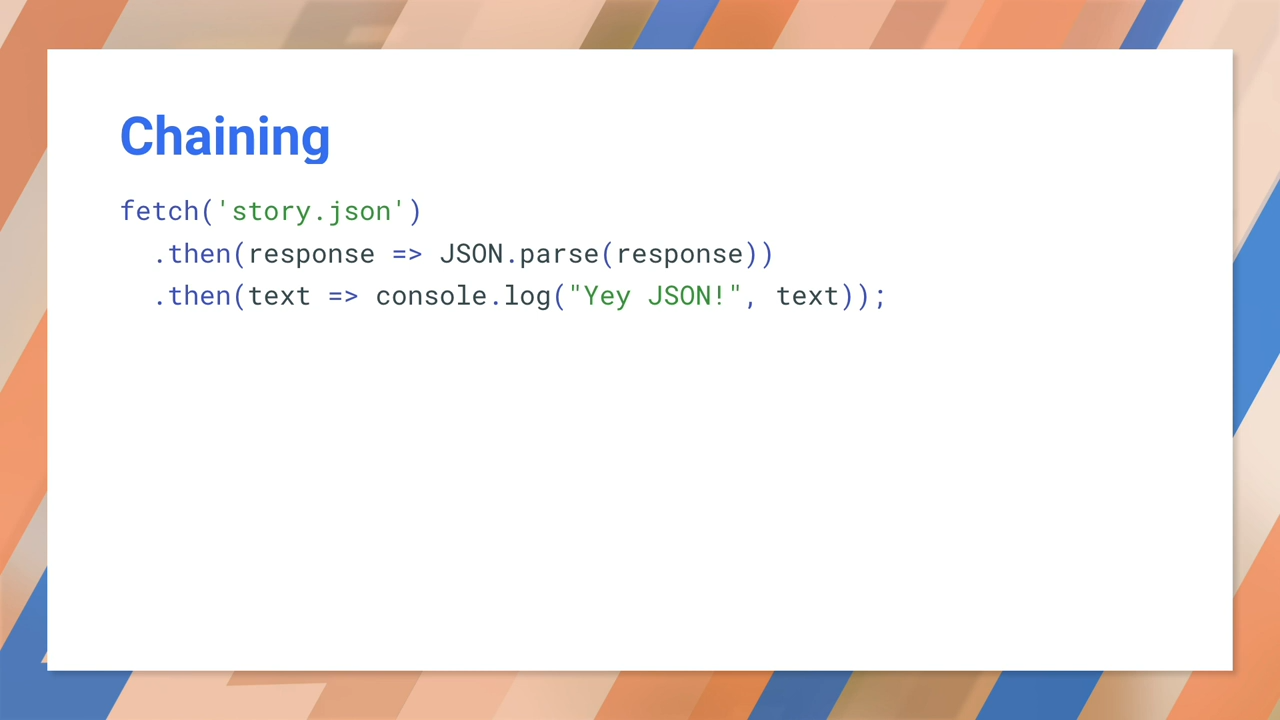 Chaining
fetch('story.json')
  .then(response => JSON.parse(response))
  .then(text => console.log("Yey JSON!", text));